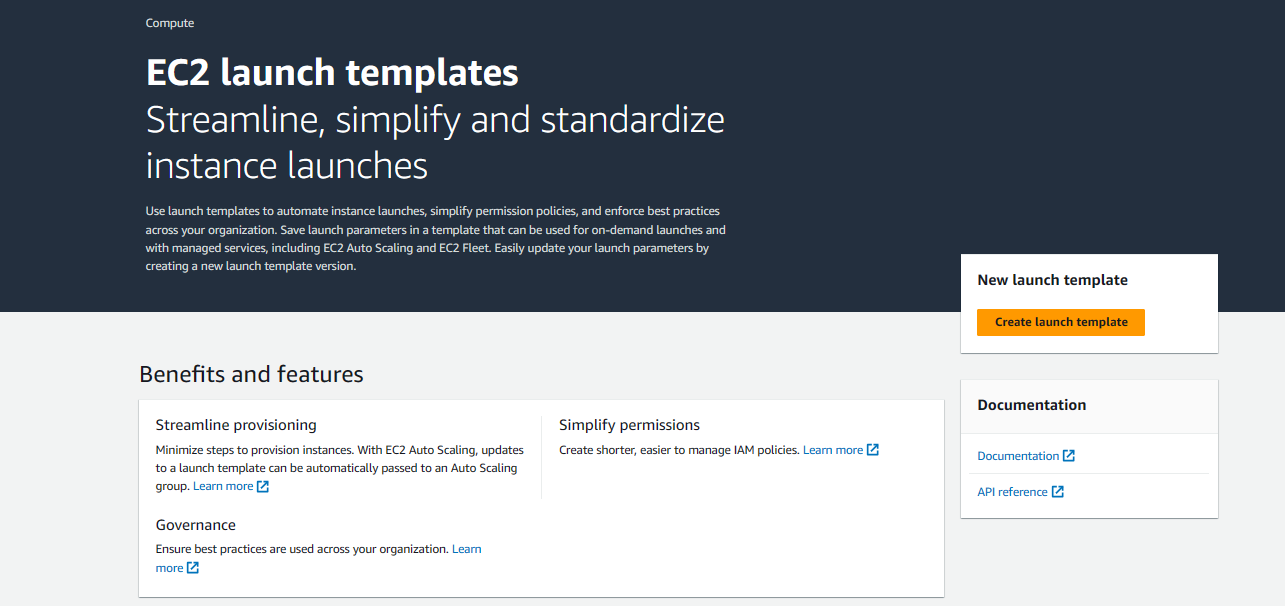 Compute
EC2 launch templates
Streamline, simplify and standardize
instance launches
Use launch templates to automate instance launches, simplify permission policies, and enforce best practices
across your organization. Save launch parameters in a template that can be used for on-demand launches and
with managed services, including EC2 Auto Scaling and EC2 Fleet. Easily update your launch parameters by
creating a new launch template version.
New launch template
Create launch template
Benefits and features
Streamline provisioning
Minimize steps to provision instances. With EC2 Auto Scaling, updates
to a launch template can be automatically passed to an Auto Scaling
group. Learn more
Simplify permissions
Create shorter, easier to manage IAM policies. Learn more
Governance
Ensure best practices are used across your organization. Learn
more
Documentation
Documentation
API reference